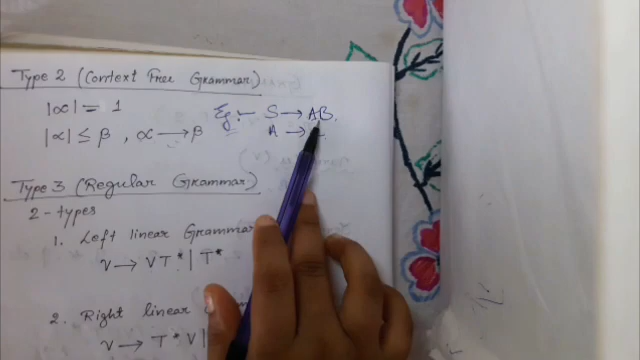 Type 2 (Context Free Grammar)
|α| = 1 Eg:- S → AB.
|α| ≤ β, α → β A →
Type 3 (Regular Grammar)
2-types
1. Left linear Grammar
V → VT* | T*
2. Right linear
V → T* V |